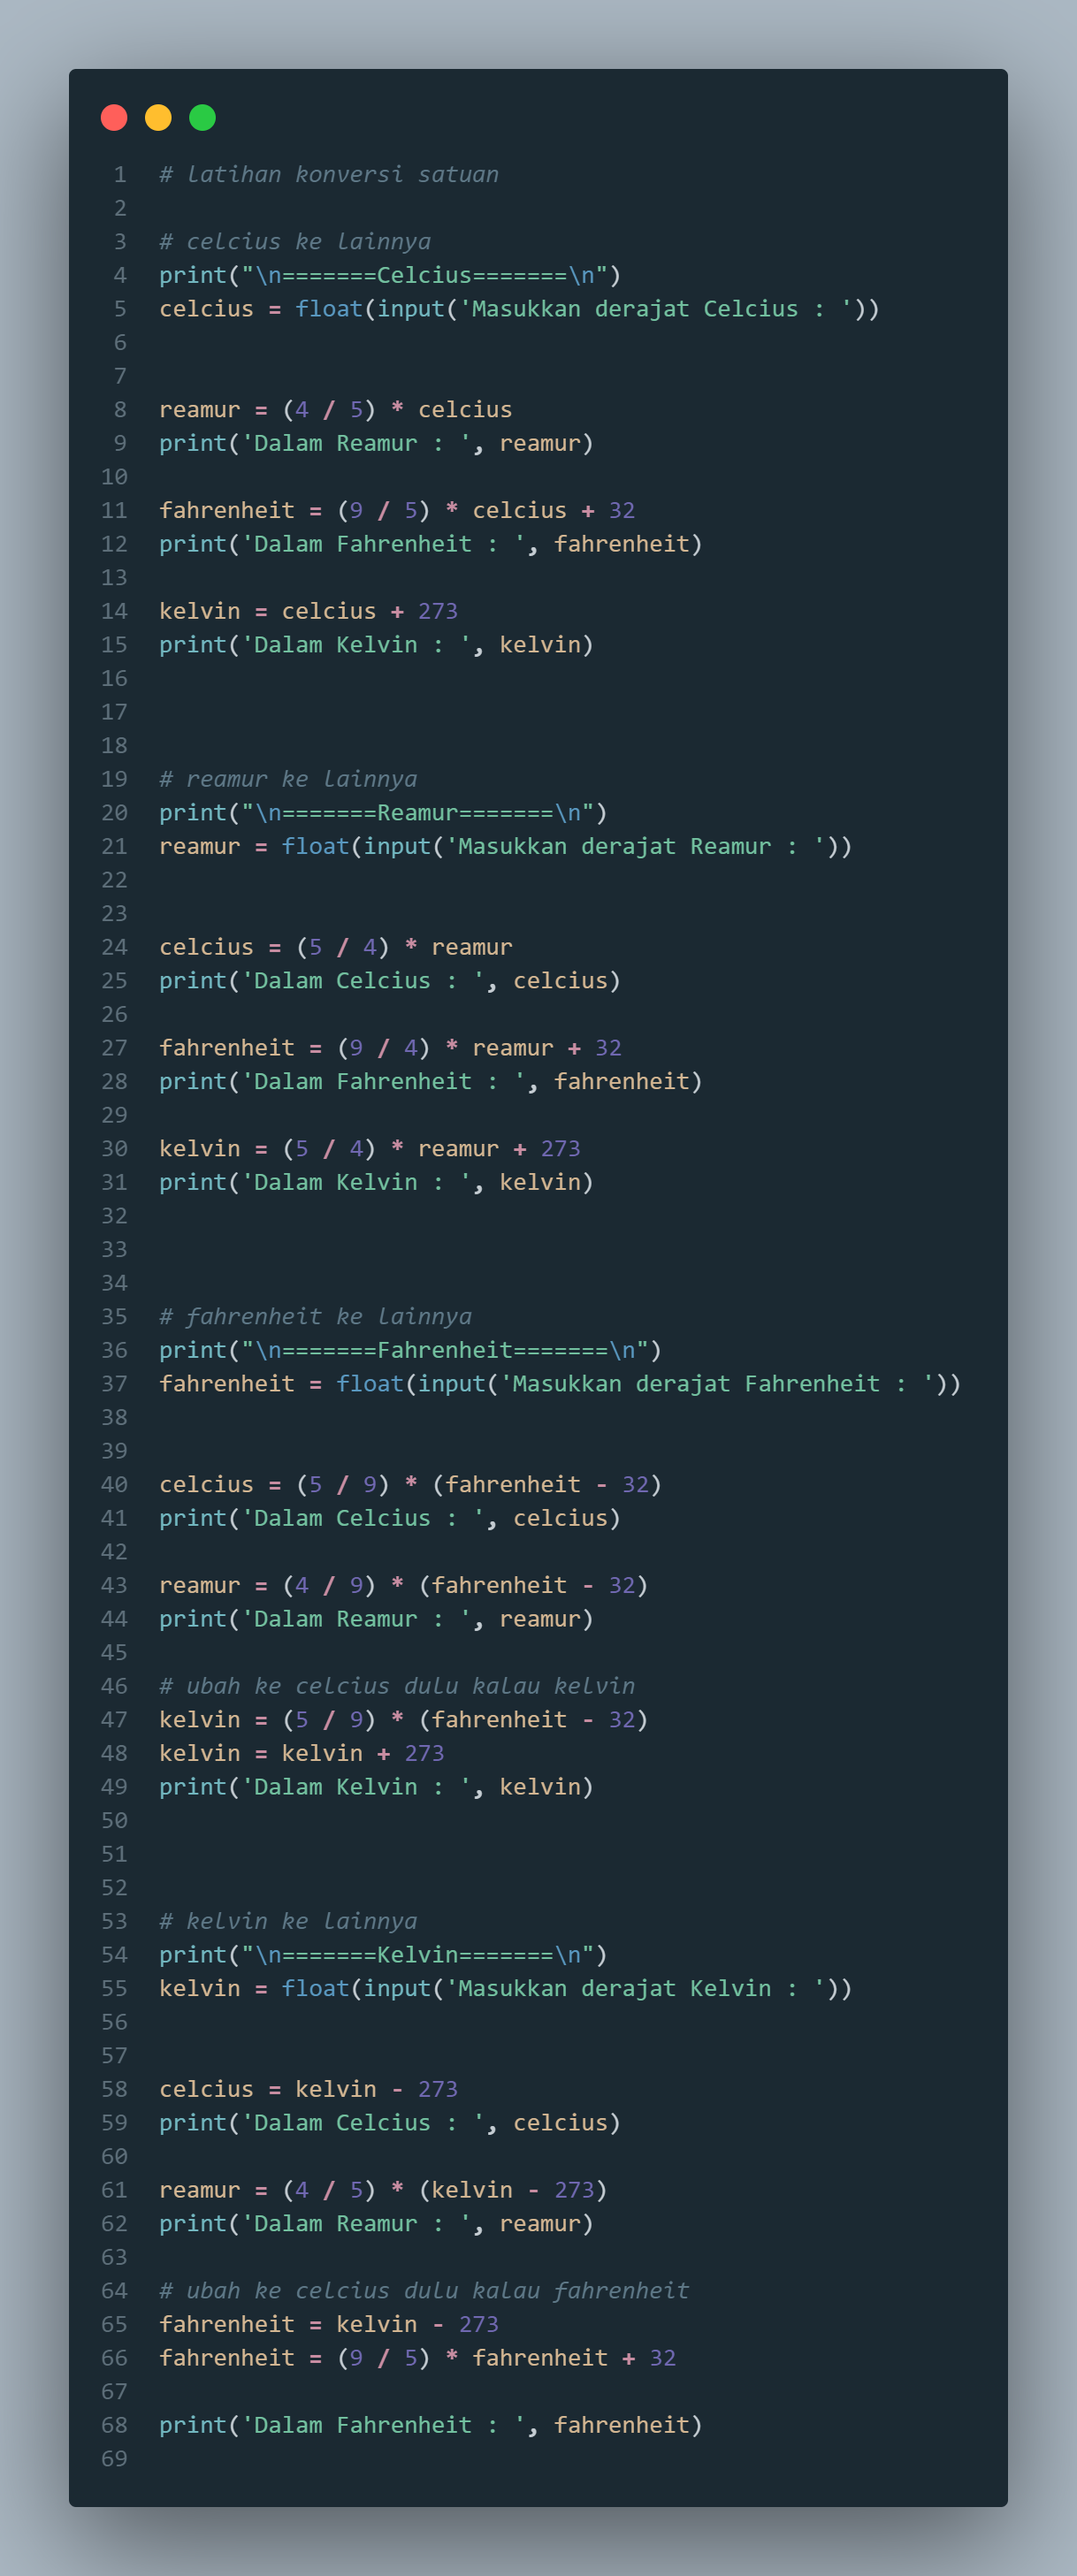 1 # latihan konversi satuan
2
3 # celcius ke lainnya
4 print("\n=======Celcius=======\n")
5 celcius = float(input('Masukkan derajat Celcius : '))
6
7
8 reamur = (4 / 5) * celcius
9 print('Dalam Reamur : ', reamur)
10
11 fahrenheit = (9 / 5) * celcius + 32
12 print('Dalam Fahrenheit : ', fahrenheit)
13
14 kelvin = celcius + 273
15 print('Dalam Kelvin : ', kelvin)
16
17
18
19 # reamur ke lainnya
20 print("\n=======Reamur=======\n")
21 reamur = float(input('Masukkan derajat Reamur : '))
22
23
24 celcius = (5 / 4) * reamur
25 print('Dalam Celcius : ', celcius)
26
27 fahrenheit = (9 / 4) * reamur + 32
28 print('Dalam Fahrenheit : ', fahrenheit)
29
30 kelvin = (5 / 4) * reamur + 273
31 print('Dalam Kelvin : ', kelvin)
32
33
34
35 # fahrenheit ke lainnya
36 print("\n=======Fahrenheit=======\n")
37 fahrenheit = float(input('Masukkan derajat Fahrenheit : '))
38
39
40 celcius = (5 / 9) * (fahrenheit - 32)
41 print('Dalam Celcius : ', celcius)
42
43 reamur = (4 / 9) * (fahrenheit - 32)
44 print('Dalam Reamur : ', reamur)
45
46 # ubah ke celcius dulu kalau kelvin
47 kelvin = (5 / 9) * (fahrenheit - 32)
48 kelvin = kelvin + 273
49 print('Dalam Kelvin : ', kelvin)
50
51
52
53 # kelvin ke lainnya
54 print("\n=======Kelvin=======\n")
55 kelvin = float(input('Masukkan derajat Kelvin : '))
56
57
58 celcius = kelvin - 273
59 print('Dalam Celcius : ', celcius)
60
61 reamur = (4 / 5) * (kelvin - 273)
62 print('Dalam Reamur : ', reamur)
63
64 # ubah ke celcius dulu kalau fahrenheit
65 fahrenheit = kelvin - 273
66 fahrenheit = (9 / 5) * fahrenheit + 32
67
68 print('Dalam Fahrenheit : ', fahrenheit)
69